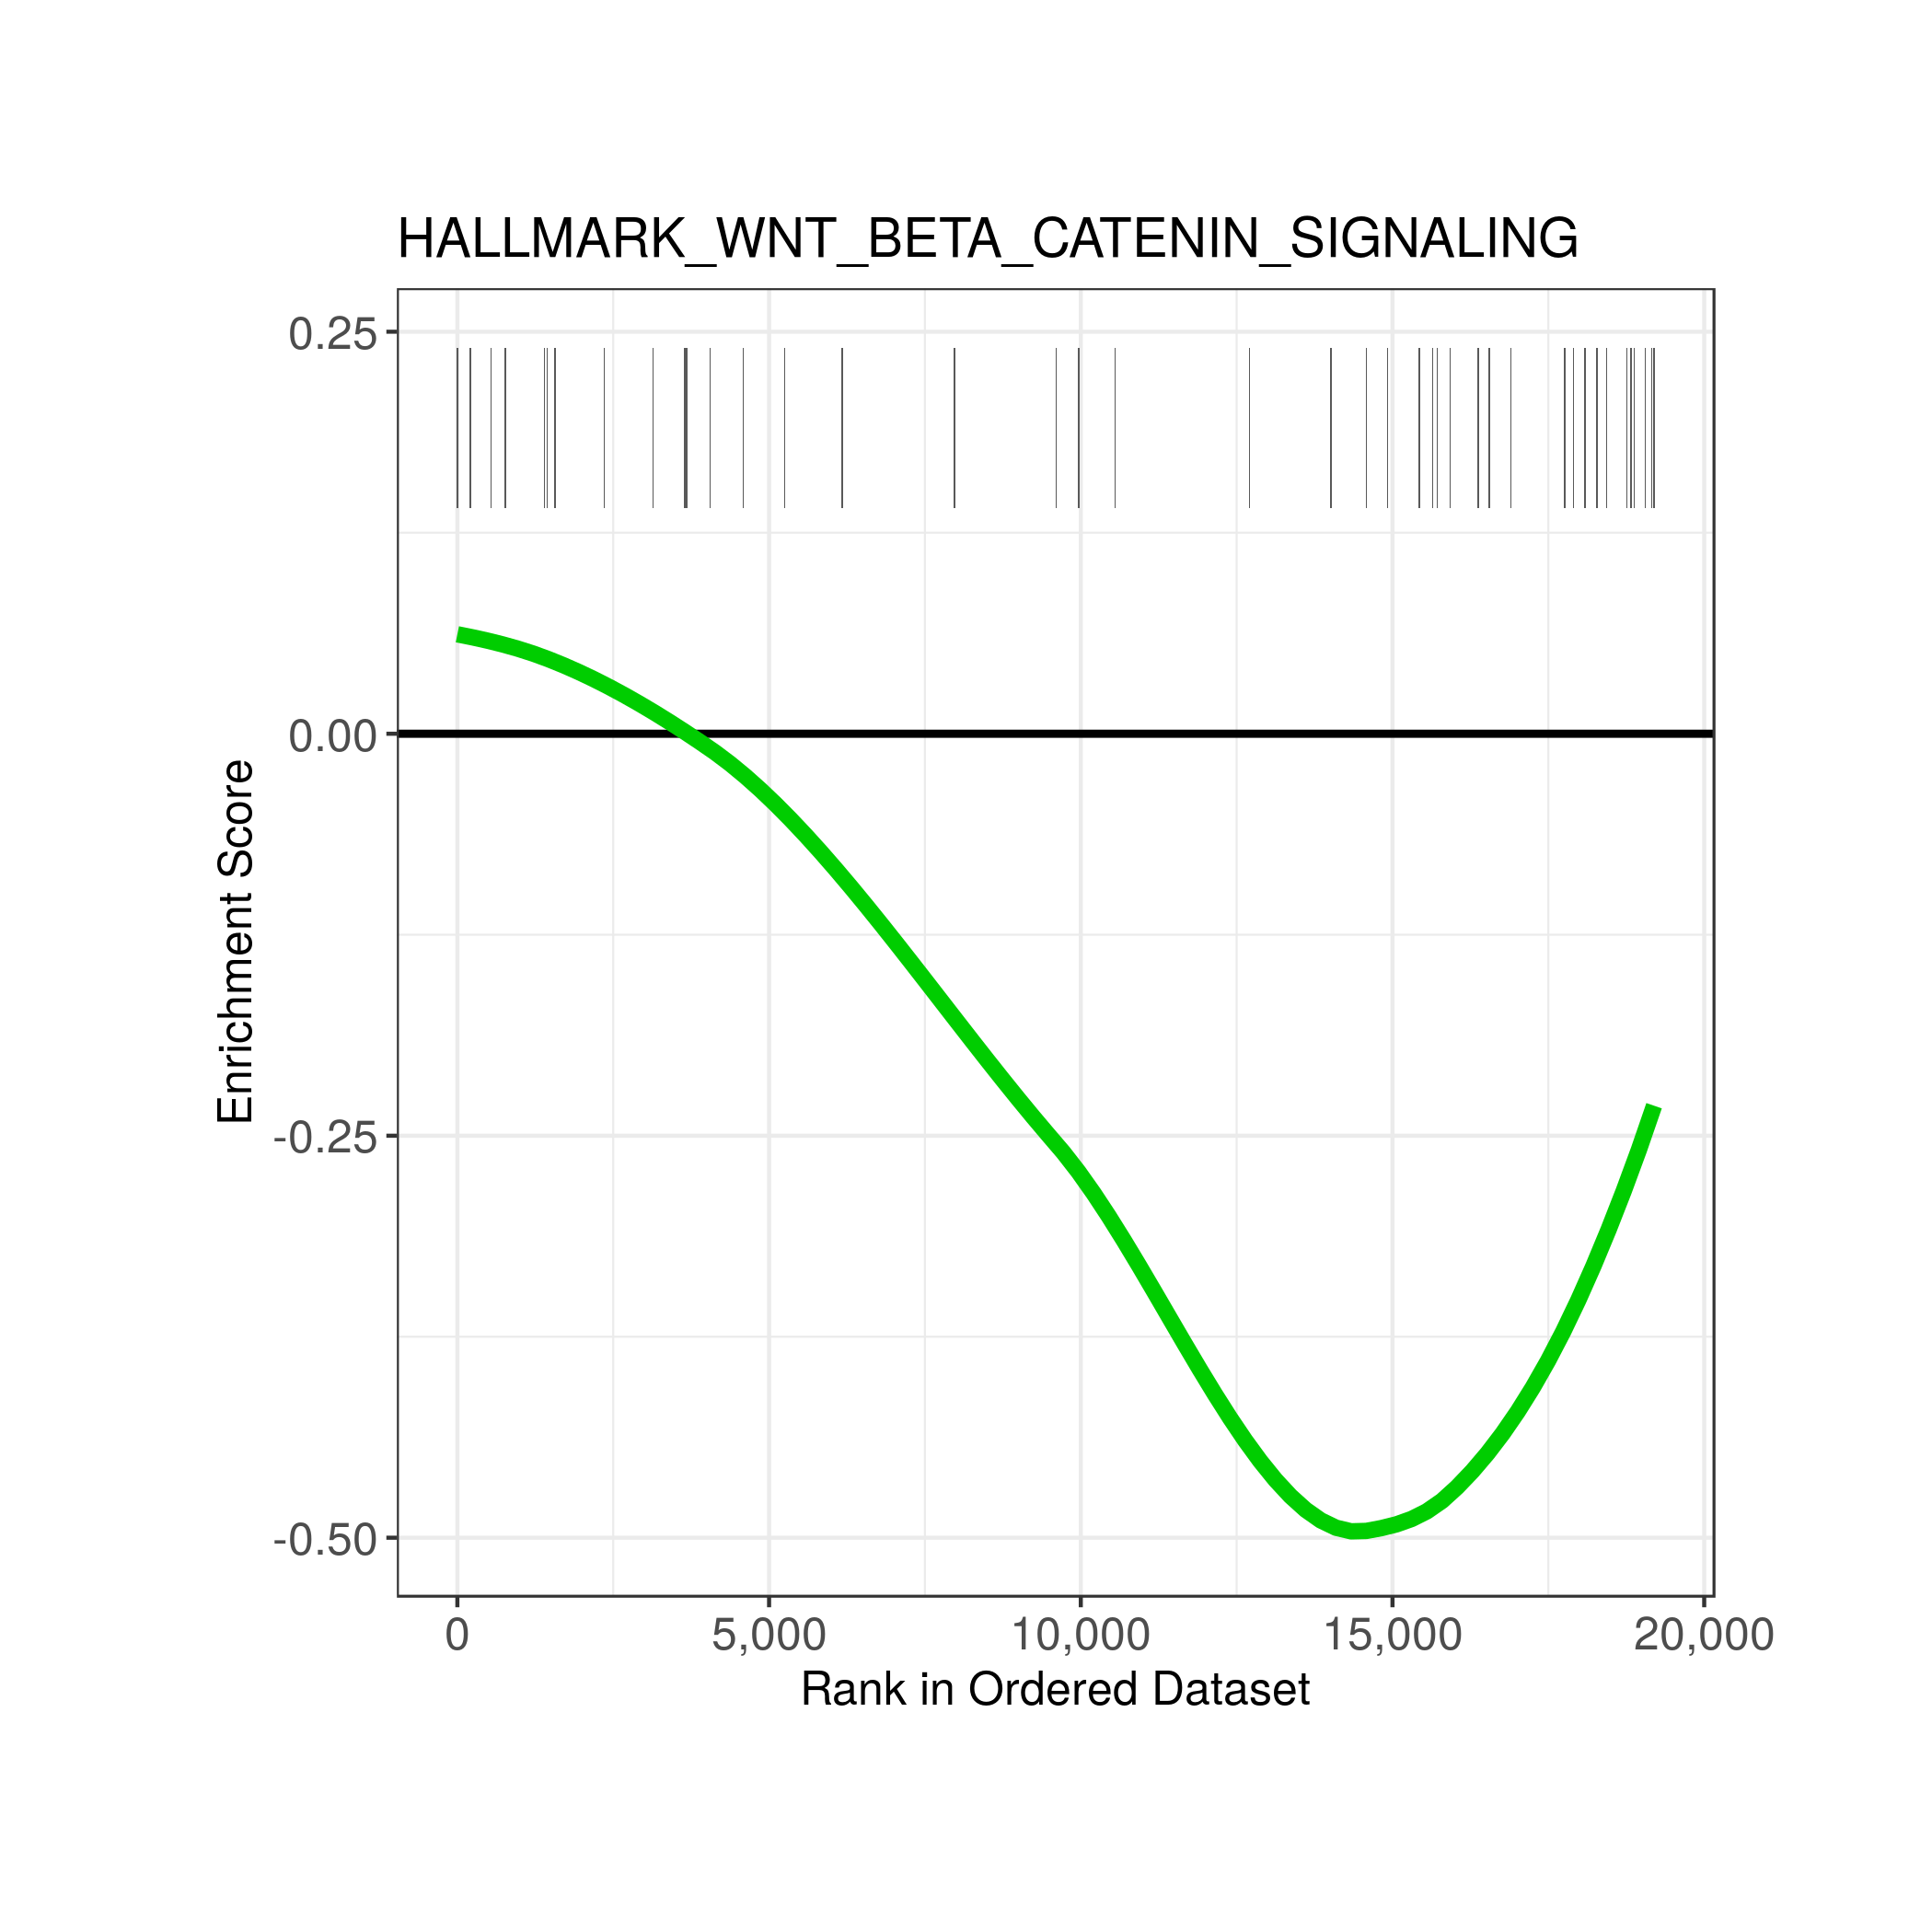 HALLMARK_WNT_BETA_CATENIN_SIGNALING
0.25
0.00
-0.25
-0.50
Enrichment Score
0 5,000 10,000 15,000 20,000
Rank in Ordered Dataset